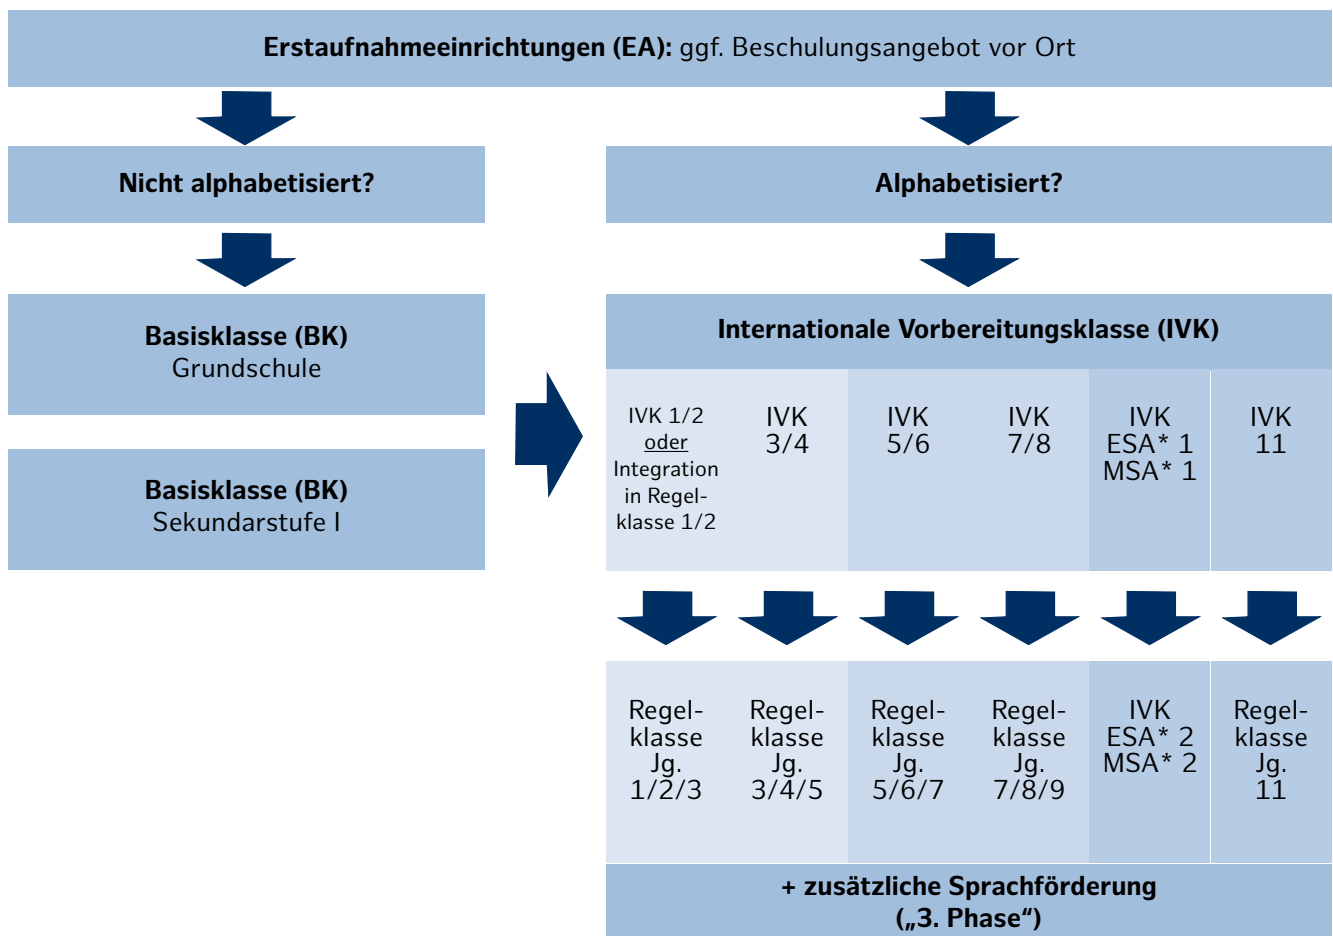 Erstaufnahmeeinrichtungen (EA): ggf. Beschulungsangebot vor Ort
Nicht alphabetisiert?
Alphabetisiert?
Basisklasse (BK)
Grundschule
Basisklasse (BK)
Sekundarstufe I
Internationale Vorbereitungsklasse (IVK)
IVK 1/2
oder
Integration
in Regel-
klasse 1/2
IVK
3/4
IVK
5/6
IVK
7/8
IVK
ESA* 1
MSA* 1
IVK
11
Regel-
klasse
Jg.
1/2/3
Regel-
klasse
Jg.
3/4/5
Regel-
klasse
Jg.
5/6/7
Regel-
klasse
Jg.
7/8/9
IVK
ESA* 2
MSA* 2
Regel-
klasse
Jg.
11
+ zusätzliche Sprachförderung
(„3. Phase“)